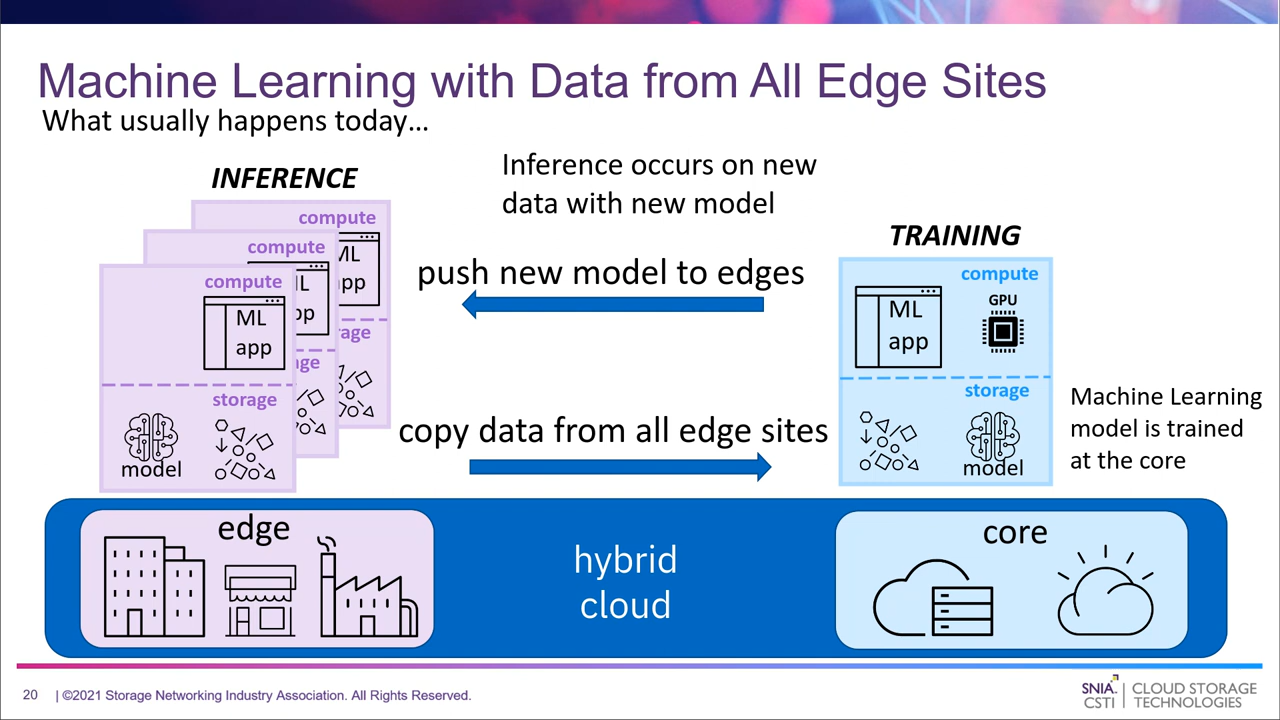 Machine Learning with Data from All Edge Sites
What usually happens today…
INFERENCE
Inference occurs on new
data with new model
TRAINING
compute
compute
compute
ML
app
storage
model
push new model to edges
copy data from all edge sites
compute
GPU
ML
app
storage
model
Machine Learning
model is trained
at the core
edge
hybrid
cloud
core
20 | ©2021 Storage Networking Industry Association. All Rights Reserved.
SNIA.
CSTI
CLOUD STORAGE
TECHNOLOGIES